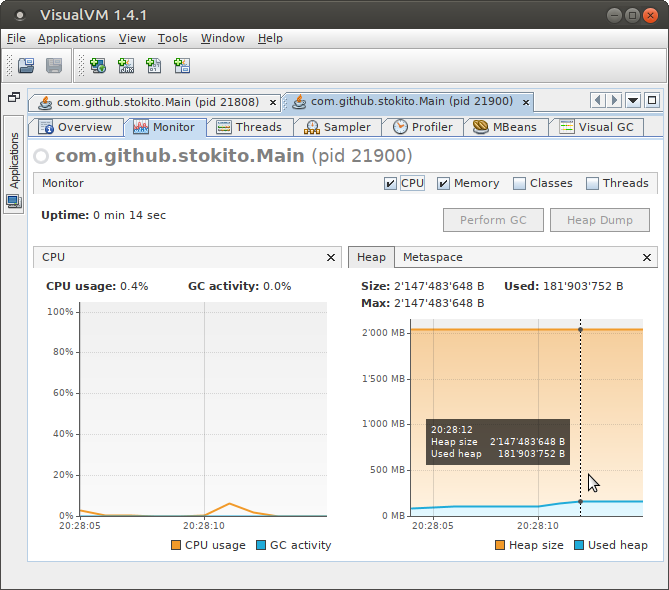 VisualVM 1.4.1
File Applications View Tools Window Help
com.github.stokito.Main (pid 21808) × com.github.stokito.Main (pid 21900) ×
Applications
Overview Monitor Threads Sampler Profiler MBeans Visual GC
com.github.stokito.Main (pid 21900)
Monitor CPU Memory Classes Threads
Uptime: 0 min 14 sec
Perform GC Heap Dump
CPU ×
CPU usage: 0.4% GC activity: 0.0%
100%
80%
60%
40%
20%
0%
20:28:05 20:28:10
CPU usage GC activity
Heap Metaspace ×
Size: 2'147'483'648 B Used: 181'903'752 B
Max: 2'147'483'648 B
2'000 MB
1'500 MB
1'000 MB
500 MB
0 MB
20:28:12
Heap size 2'147'483'648 B
Used heap 181'903'752 B
20:28:05 20:28:10
Heap size Used heap